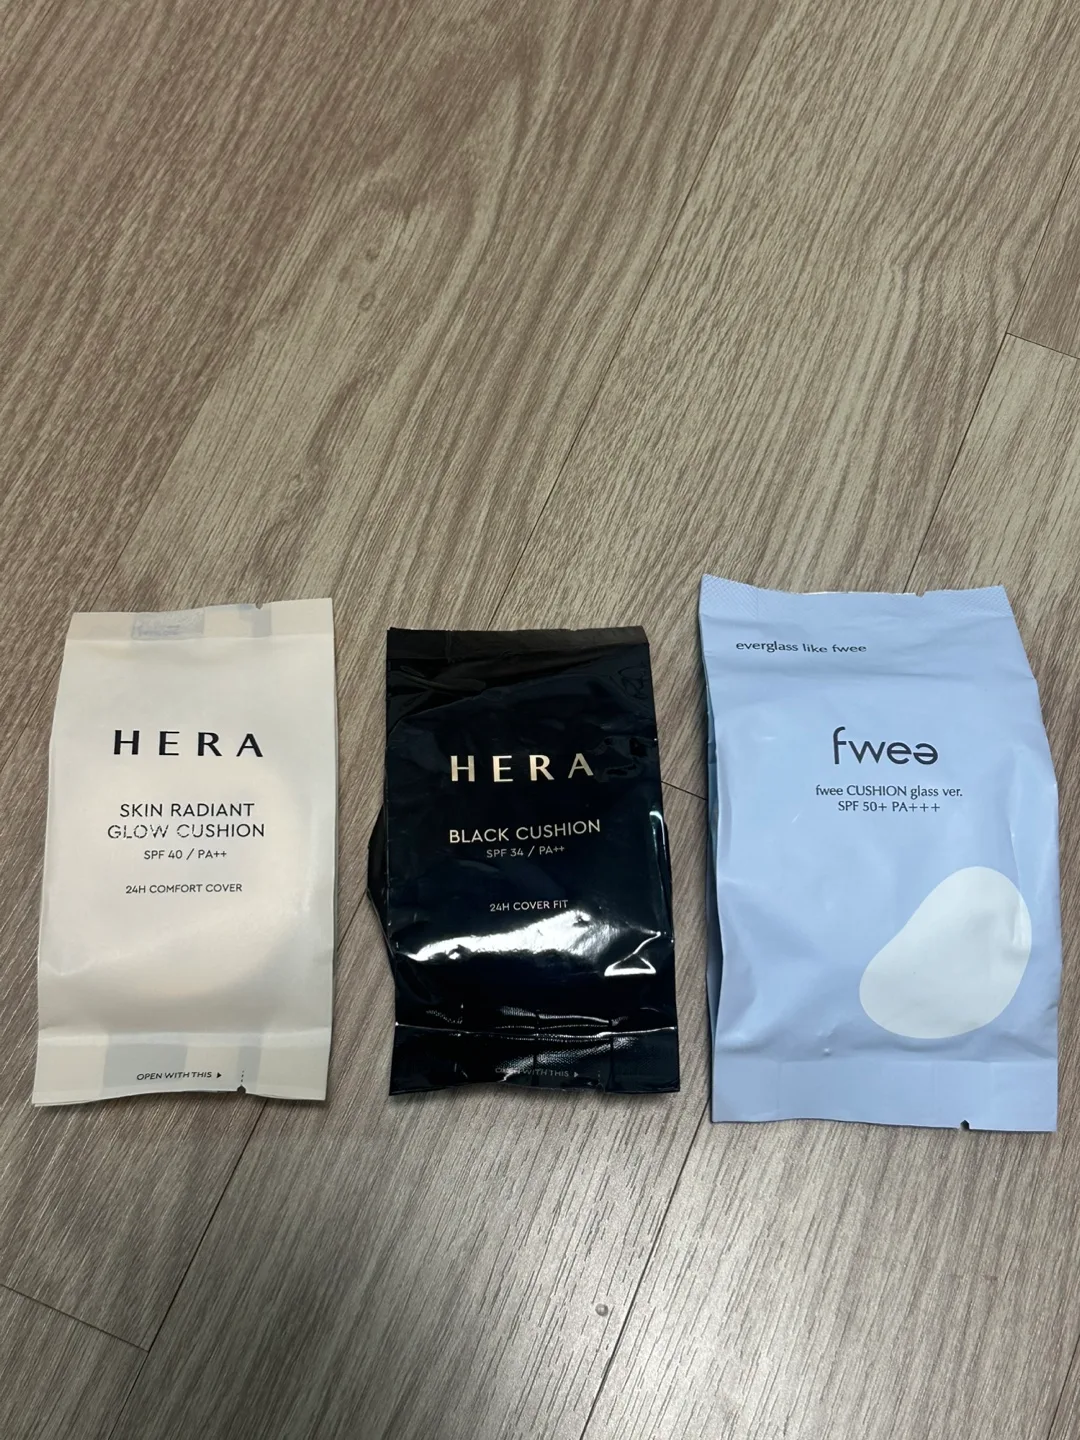 HERA
SKIN RADIANT
GLOW CUSHION
SPF 40 / PA++
24H COMFORT COVER
OPEN WITH THIS
HERA
BLACK CUSHION
SPF 34 / PA++
24H COVER FIT
OPEN WITH THIS
everglass like fwee
fwee
fwee CUSHION glass ver.
SPF 50+ PA+++